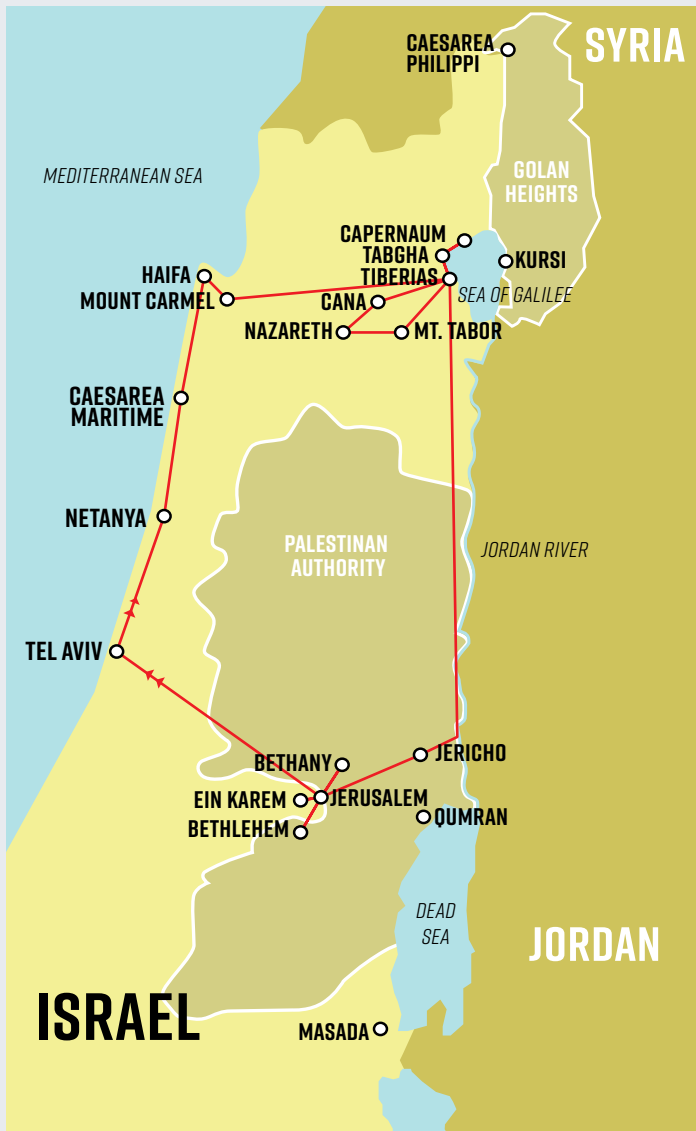 CAESAREA
PHILIPPI
SYRIA
MEDITERRANEAN SEA
GOLAN
HEIGHTS
CAPERNAUM
TABGHA
KURSI
HAIFA
TIBERIAS
SEA OF GALILEE
MOUNT CARMEL
CANA
NAZARETH
MT. TABOR
CAESAREA
MARITIME
NETANYA
PALESTINAN
AUTHORITY
JORDAN RIVER
TEL AVIV
BETHANY
JERICHO
EIN KAREM
JERUSALEM
BETHLEHEM
QUMRAN
DEAD
SEA
JORDAN
ISRAEL
MASADA